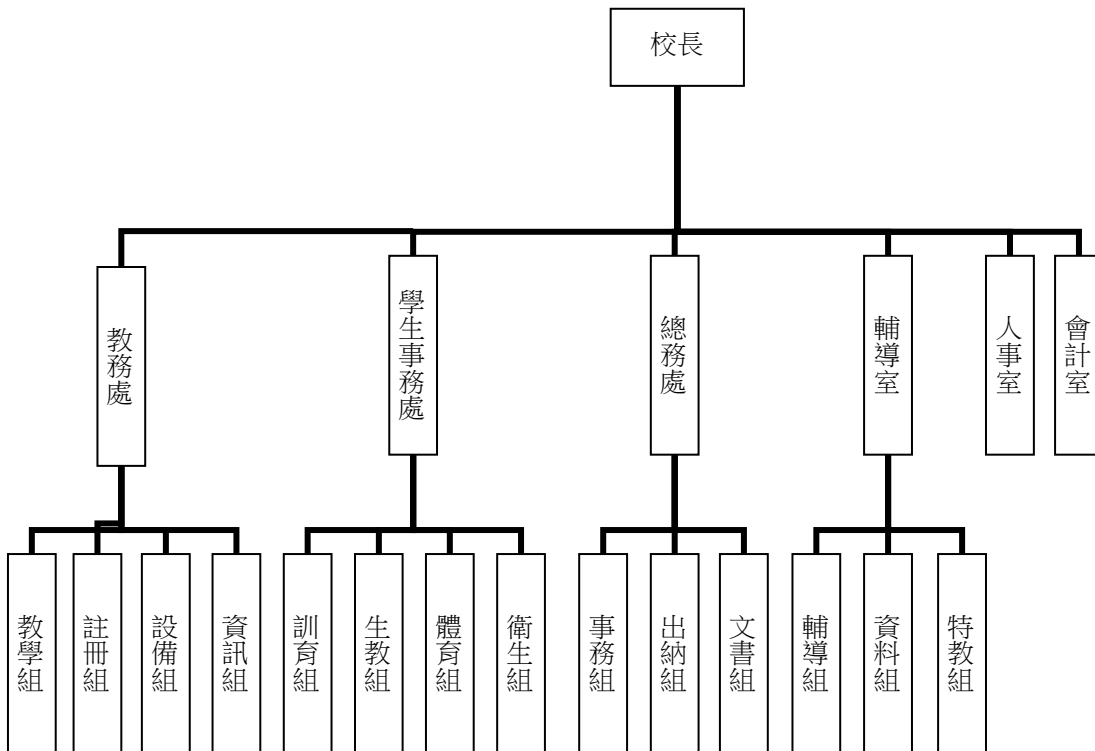 校長
教務處
學生事務處
總務處
輔導室
人事室
會計室
教學組
註冊組
設備組
資訊組
訓育組
生教組
體育組
衛生組
事務組
出納組
文書組
輔導組
資料組
特教組